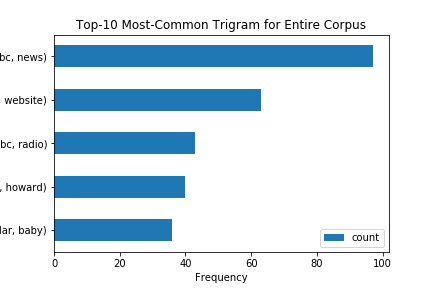 Top-10 Most-Common Trigram for Entire Corpus
bc, news)
website)
bc, radio)
, howard)
lar, baby)
count
0 20 40 60 80 100
Frequency